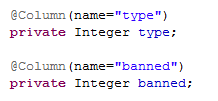 @Column(name="type")
private Integer type;
@Column(name="banned")
private Integer banned;